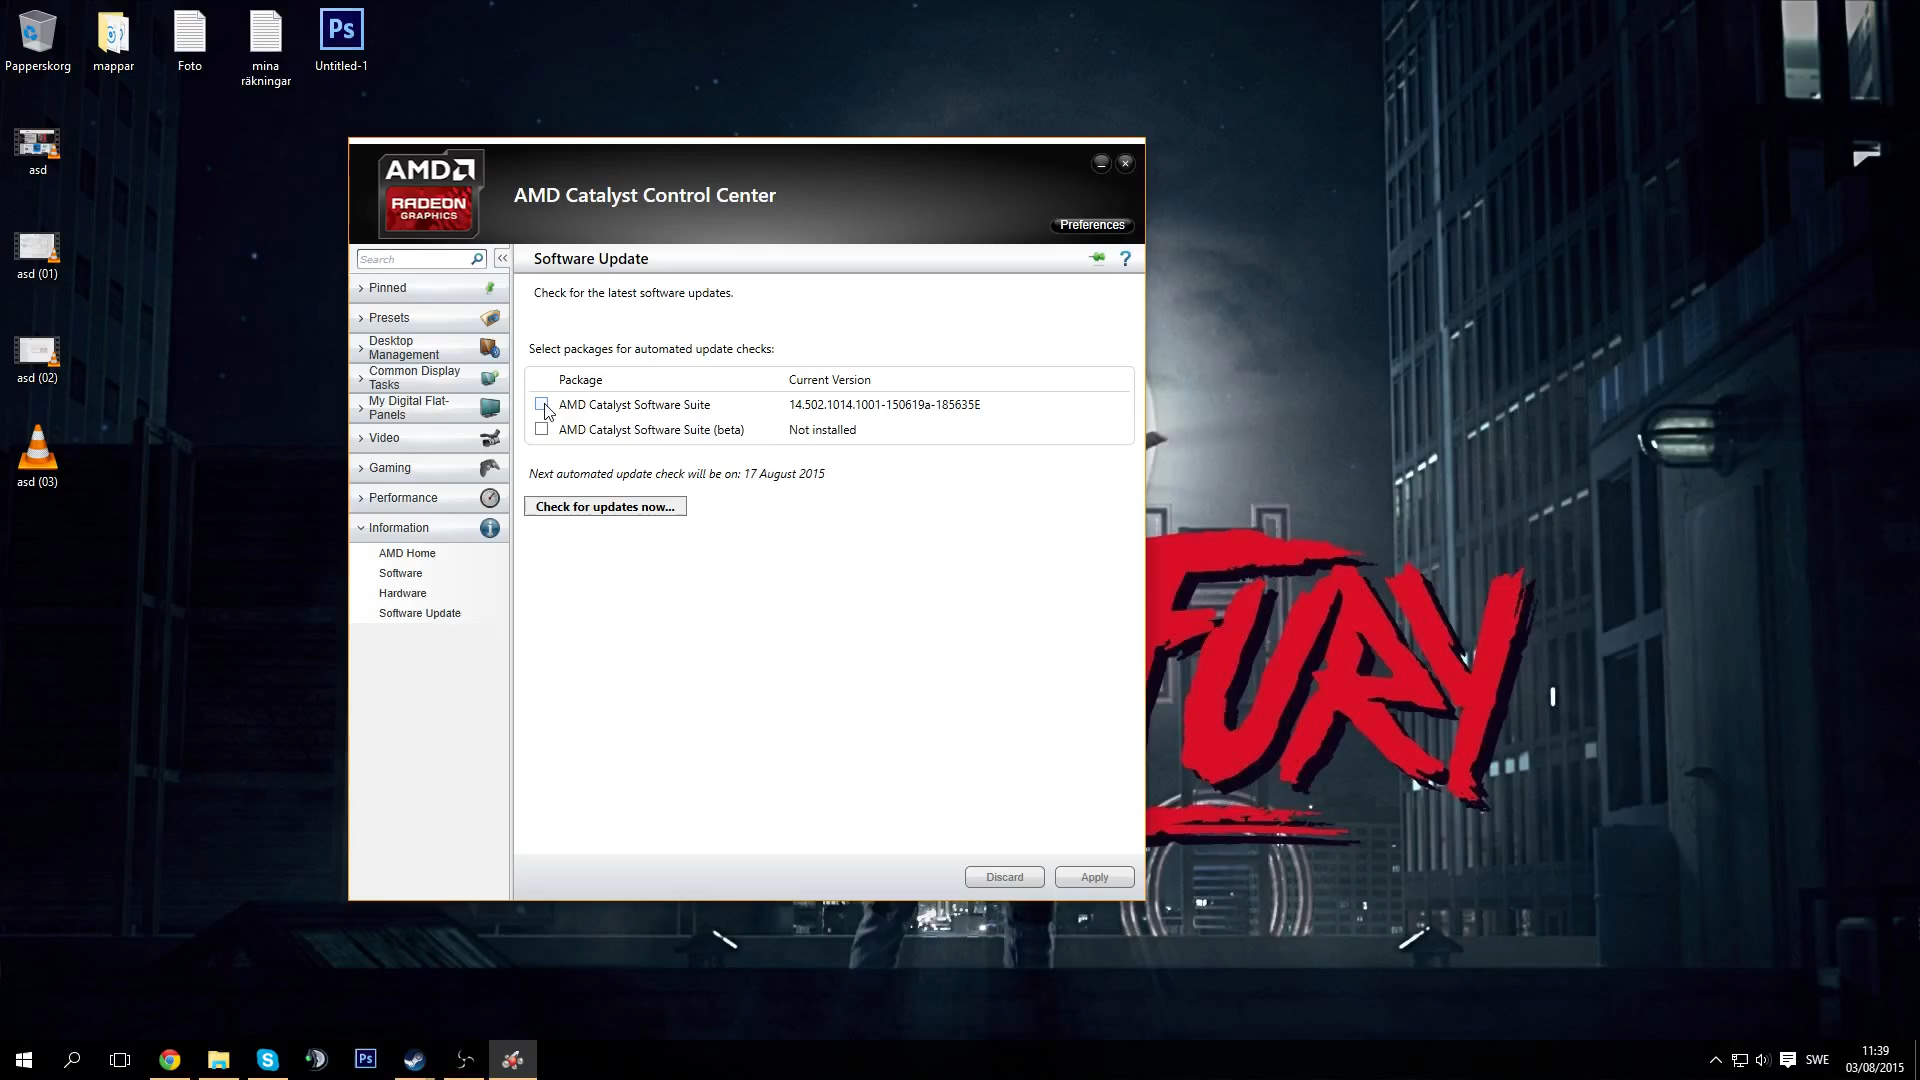 Papperskorg
mappar
Foto
mina
räkningar
Ps
Untitled-1
asd
asd (01)
asd (02)
asd (03)
AMD
RADEON
GRAPHICS
AMD Catalyst Control Center
Preferences
Search
Software Update
?
Pinned
Presets
Desktop
Management
Common Display
Tasks
My Digital Flat-
Panels
Video
Gaming
Performance
Information
AMD Home
Software
Hardware
Software Update
Check for the latest software updates.
Select packages for automated update checks:
Package Current Version
AMD Catalyst Software Suite 14.502.1014.1001-150619a-185635E
AMD Catalyst Software Suite (beta) Not installed
Next automated update check will be on: 17 August 2015
Check for updates now...
Discard
Apply
FURY
Ps
SWE
11:39
03/08/2015